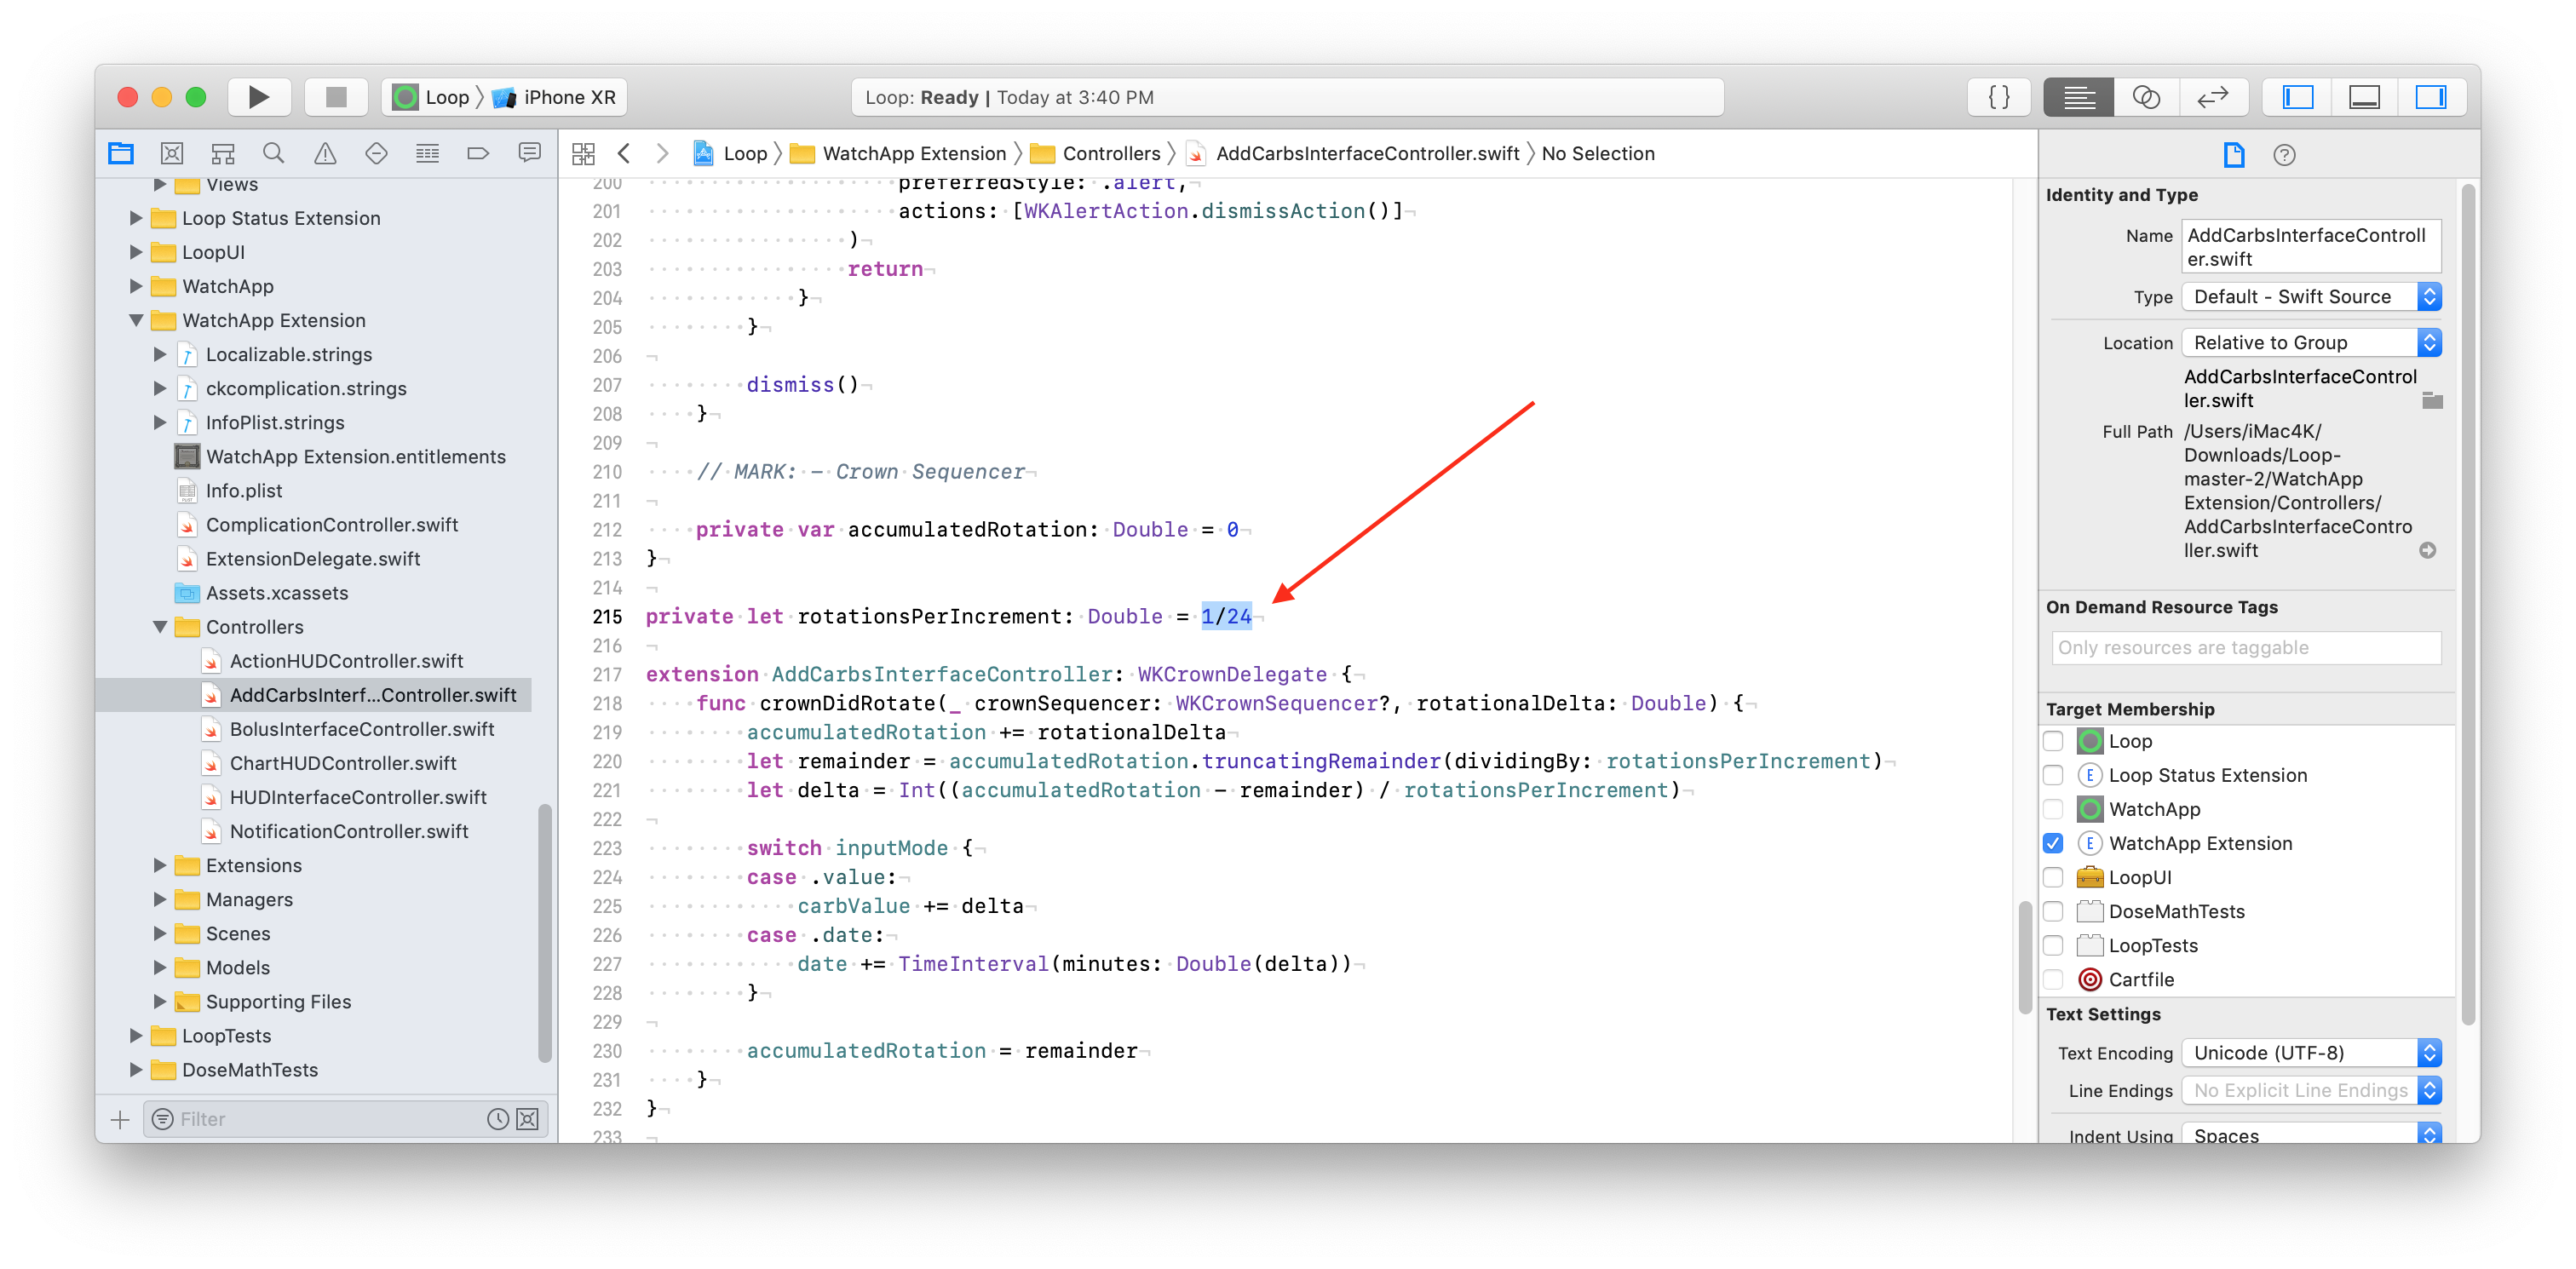 Loop 〉 iPhone XR
Loop: Ready | Today at 3:40 PM
{ }
Loop 〉 WatchApp Extension 〉 Controllers 〉 AddCarbsInterfaceController.swift 〉 No Selection
Views
Loop Status Extension
LoopUI
WatchApp
WatchApp Extension
Localizable.strings
ckcomplication.strings
InfoPlist.strings
WatchApp Extension.entitlements
Info.plist
ComplicationController.swift
ExtensionDelegate.swift
Assets.xcassets
Controllers
ActionHUDController.swift
AddCarbsInterf...Controller.swift
BolusInterfaceController.swift
ChartHUDController.swift
HUDInterfaceController.swift
NotificationController.swift
Extensions
Managers
Scenes
Models
Supporting Files
LoopTests
DoseMathTests
Filter
200 preferredStyle: .alert,
201 actions: [WKAlertAction.dismissAction()]
202 )
203 return
204 }
205 }
206
207 dismiss()
208 }
209
210 // MARK: - Crown Sequencer
211
212 private var accumulatedRotation: Double = 0
213 }
214
215 private let rotationsPerIncrement: Double = 1/24
216
217 extension AddCarbsInterfaceController: WKCrownDelegate {
218 func crownDidRotate(_ crownSequencer: WKCrownSequencer?, rotationalDelta: Double) {
219 accumulatedRotation += rotationalDelta
220 let remainder = accumulatedRotation.truncatingRemainder(dividingBy: rotationsPerIncrement)
221 let delta = Int((accumulatedRotation - remainder) / rotationsPerIncrement)
222
223 switch inputMode {
224 case .value:
225 carbValue += delta
226 case .date:
227 date += TimeInterval(minutes: Double(delta))
228 }
229
230 accumulatedRotation = remainder
231 }
232 }
233
Identity and Type
Name AddCarbsInterfaceControll
er.swift
Type Default - Swift Source
Location Relative to Group
AddCarbsInterfaceControl
ler.swift
Full Path /Users/iMac4K/
Downloads/Loop-
master-2/WatchApp
Extension/Controllers/
AddCarbsInterfaceContro
ller.swift
On Demand Resource Tags
Only resources are taggable
Target Membership
Loop
E Loop Status Extension
WatchApp
E WatchApp Extension
LoopUI
DoseMathTests
LoopTests
Cartfile
Text Settings
Text Encoding Unicode (UTF-8)
Line Endings No Explicit Line Endings
Indent Using Spaces